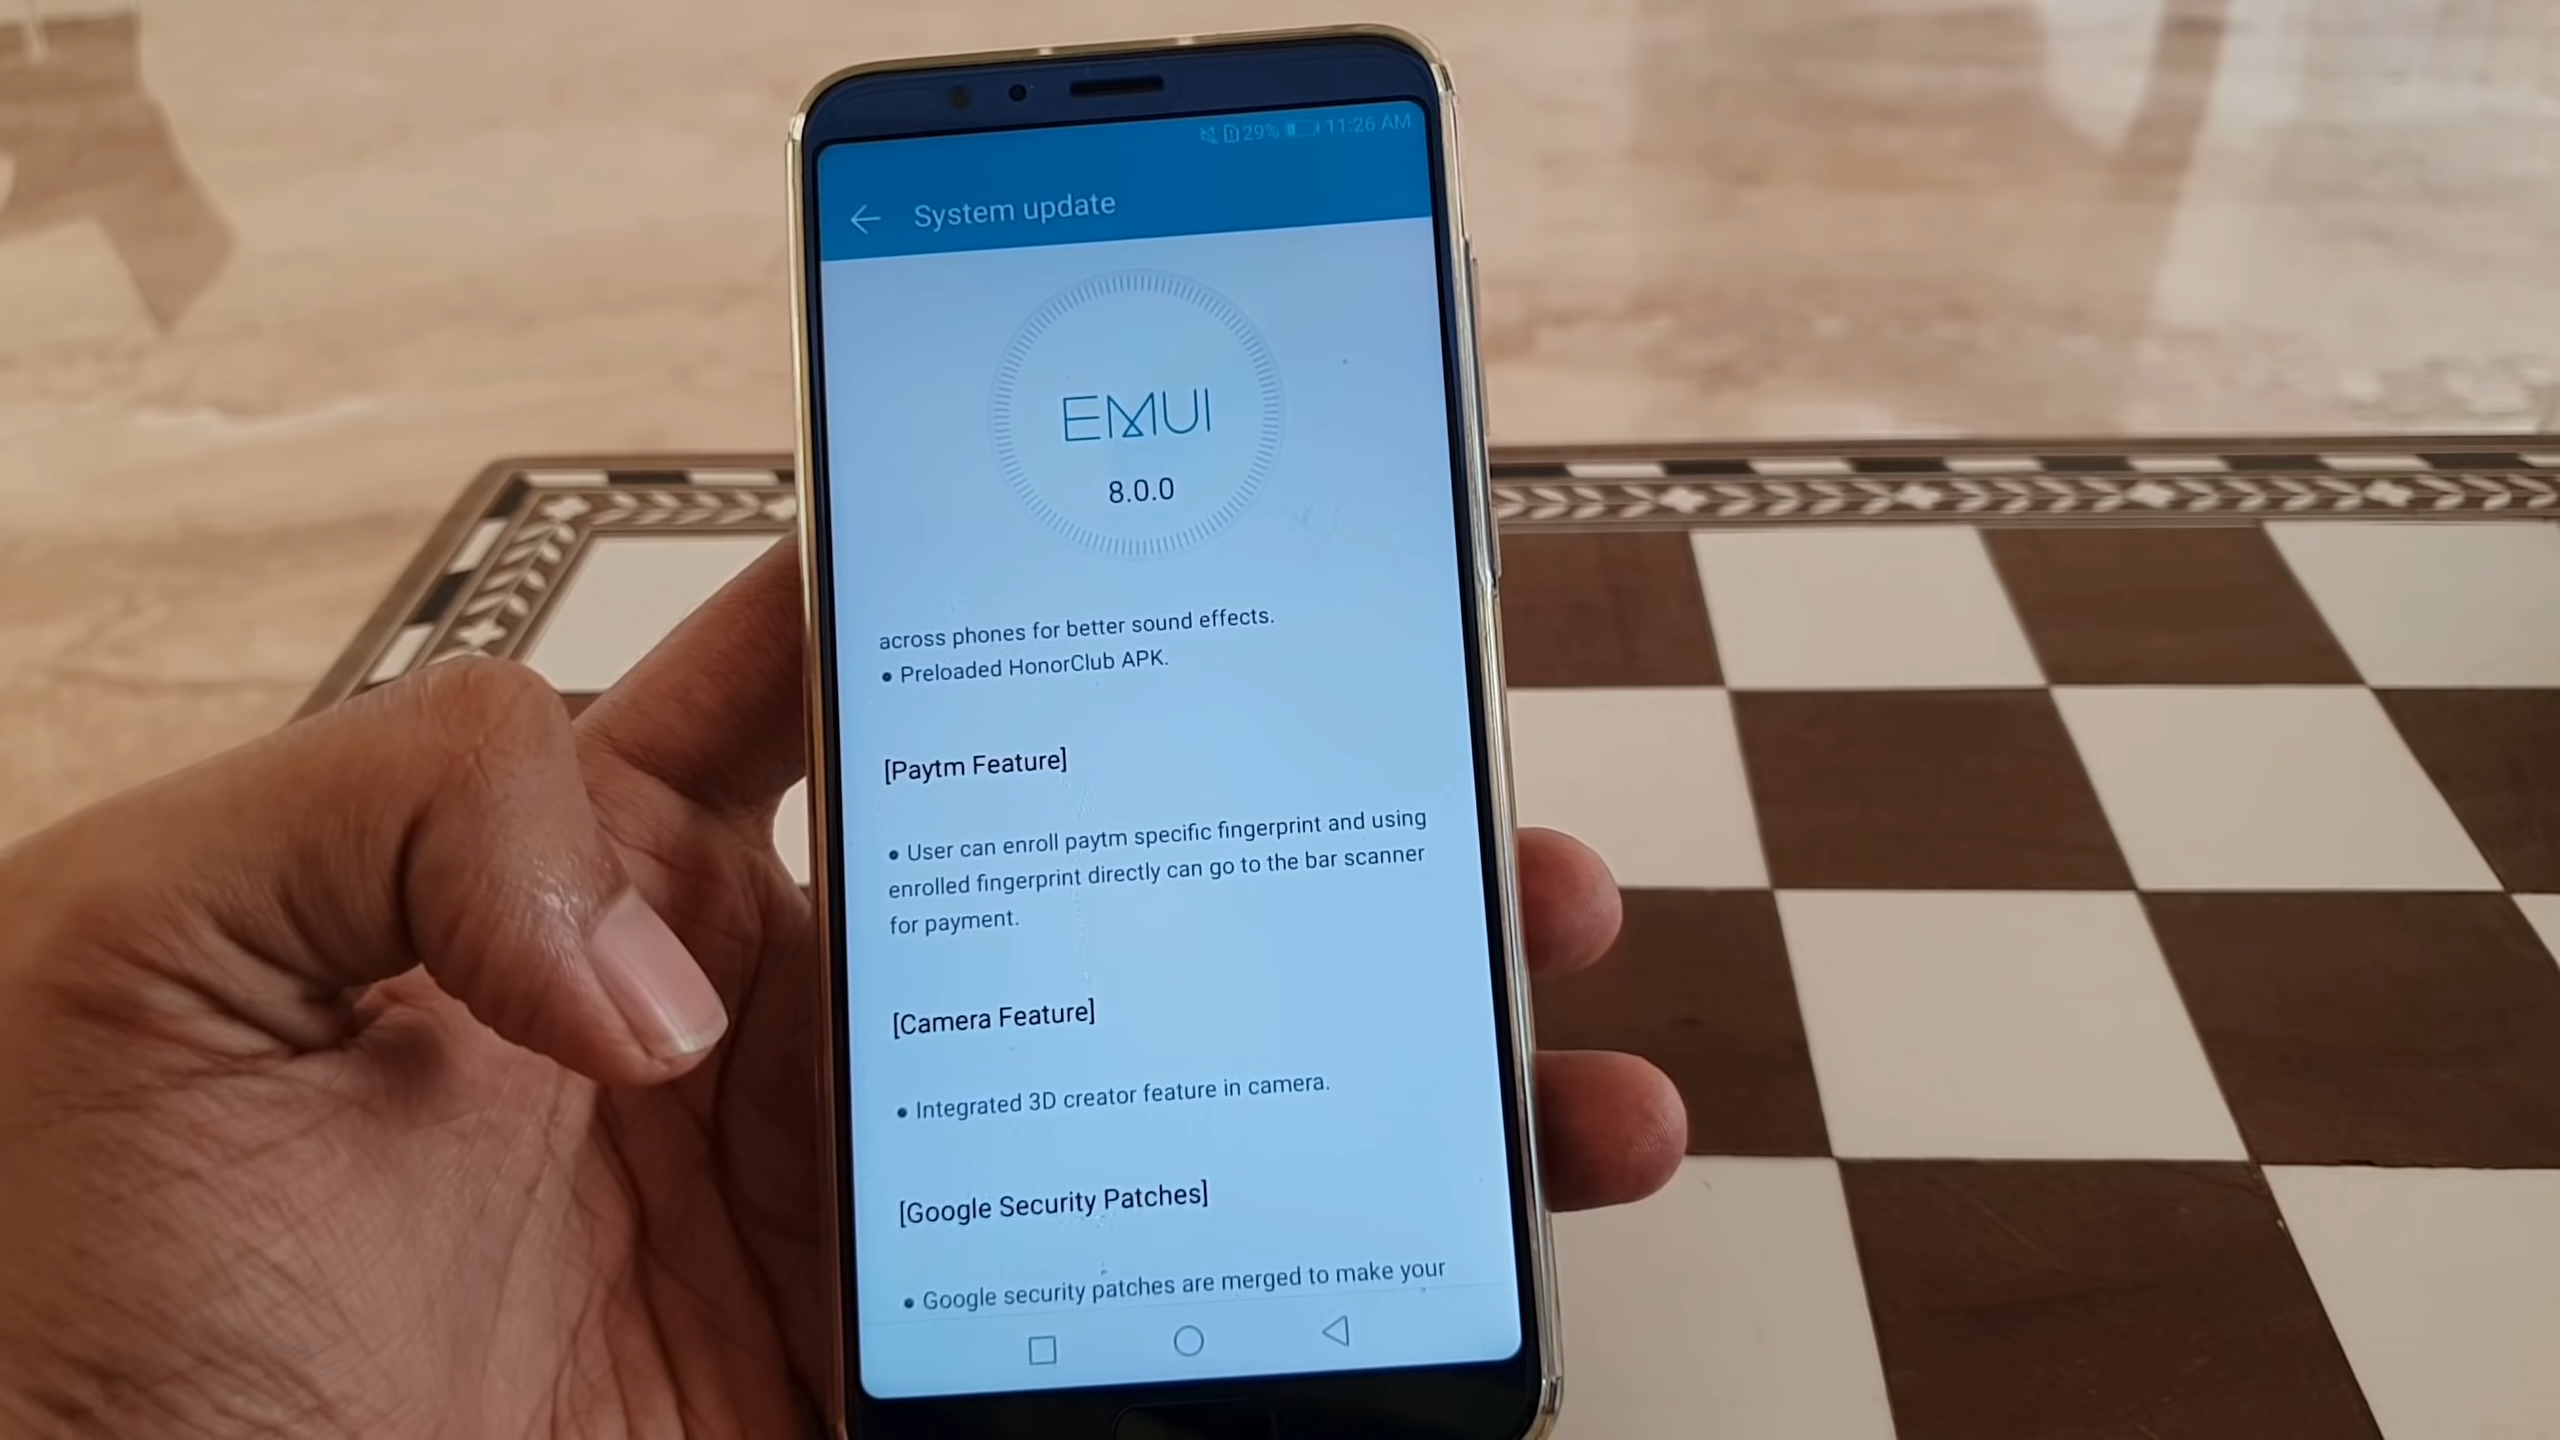 29% 11:26 AM
System update
EMUI
8.0.0
across phones for better sound effects.
• Preloaded HonorClub APK.
[Paytm Feature]
• User can enroll paytm specific fingerprint and using
enrolled fingerprint directly can go to the bar scanner
for payment.
[Camera Feature]
• Integrated 3D creator feature in camera.
[Google Security Patches]
• Google security patches are merged to make your